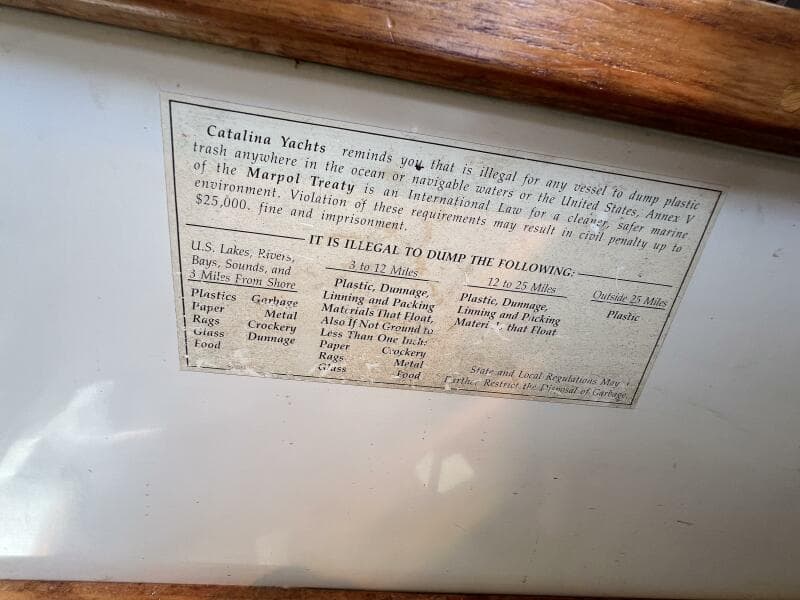 Catalina Yachts reminds you that is illegal for any vessel to dump plastic
trash anywhere in the ocean or navigable waters or the United States, Annex V
of the Marpol Treaty is an International Law for a cleaner, safer marine
environment. Violation of these requirements may result in civil penalty up to
$25,000. fine and imprisonment.
IT IS ILLEGAL TO DUMP THE FOLLOWING:
U.S. Lakes, Rivers,
Bays, Sounds, and
3 Miles From Shore
Plastics Garbage
Paper Metal
Rags Crockery
Glass Dunnage
Food
3 to 12 Miles
Plastic, Dunnage,
Linning and Packing
Materials That Float,
Also If Not Ground to
Less Than One Inch:
Paper Crockery
Rags Metal
Glass Food
12 to 25 Miles
Plastic, Dunnage,
Linning and Packing
Materials that Float
Outside 25 Miles
Plastic
State and Local Regulations May
Further Restrict the Disposal of Garbage.